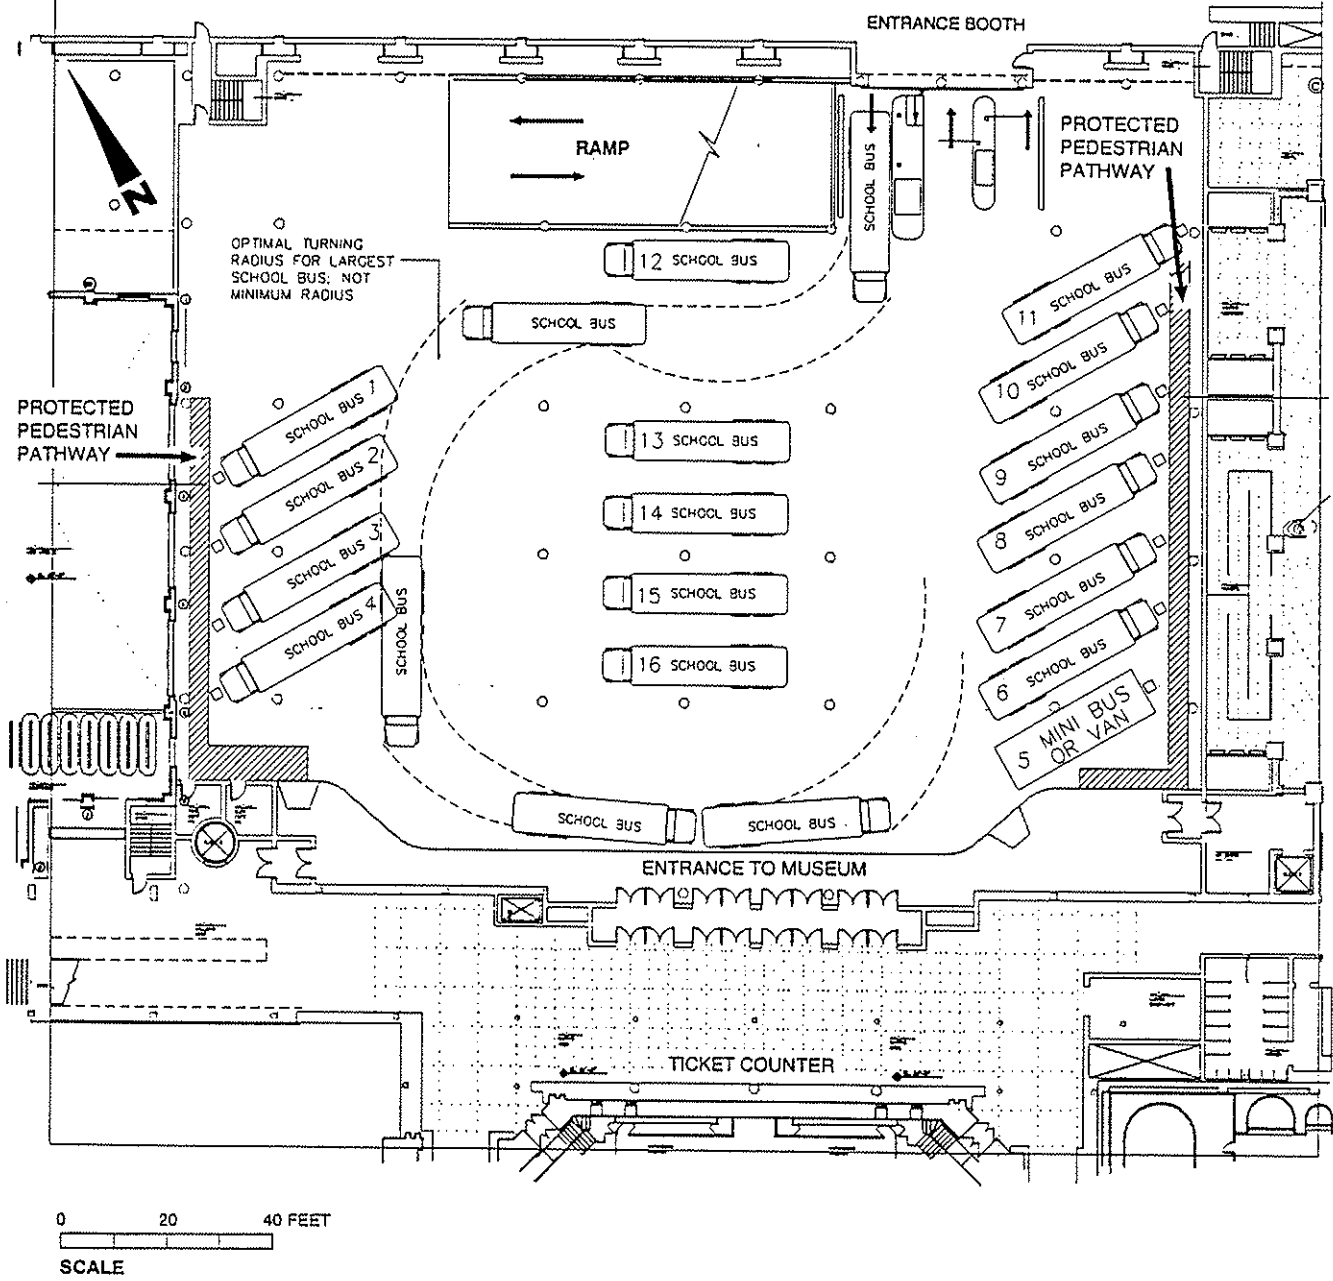 ENTRANCE BOOTH
RAMP
SCHOOL BUS
PROTECTED
PEDESTRIAN
PATHWAY
N
OPTIMAL TURNING
RADIUS FOR LARGEST
SCHOOL BUS; NOT
MINIMUM RADIUS
12 SCHOOL BUS
SCHOOL BUS
11 SCHOOL BUS
10 SCHOOL BUS
PROTECTED
PEDESTRIAN
PATHWAY
SCHOOL BUS 1
SCHOOL BUS 2
SCHOOL BUS 3
SCHOOL BUS 4
SCHOOL BUS
13 SCHOOL BUS
14 SCHOOL BUS
15 SCHOOL BUS
16 SCHOOL BUS
9 SCHOOL BUS
8 SCHOOL BUS
7 SCHOOL BUS
6 SCHOOL BUS
5 MINI BUS
OR VAN
SCHOOL BUS
SCHOOL BUS
ENTRANCE TO MUSEUM
TICKET COUNTER
0 20 40 FEET
SCALE